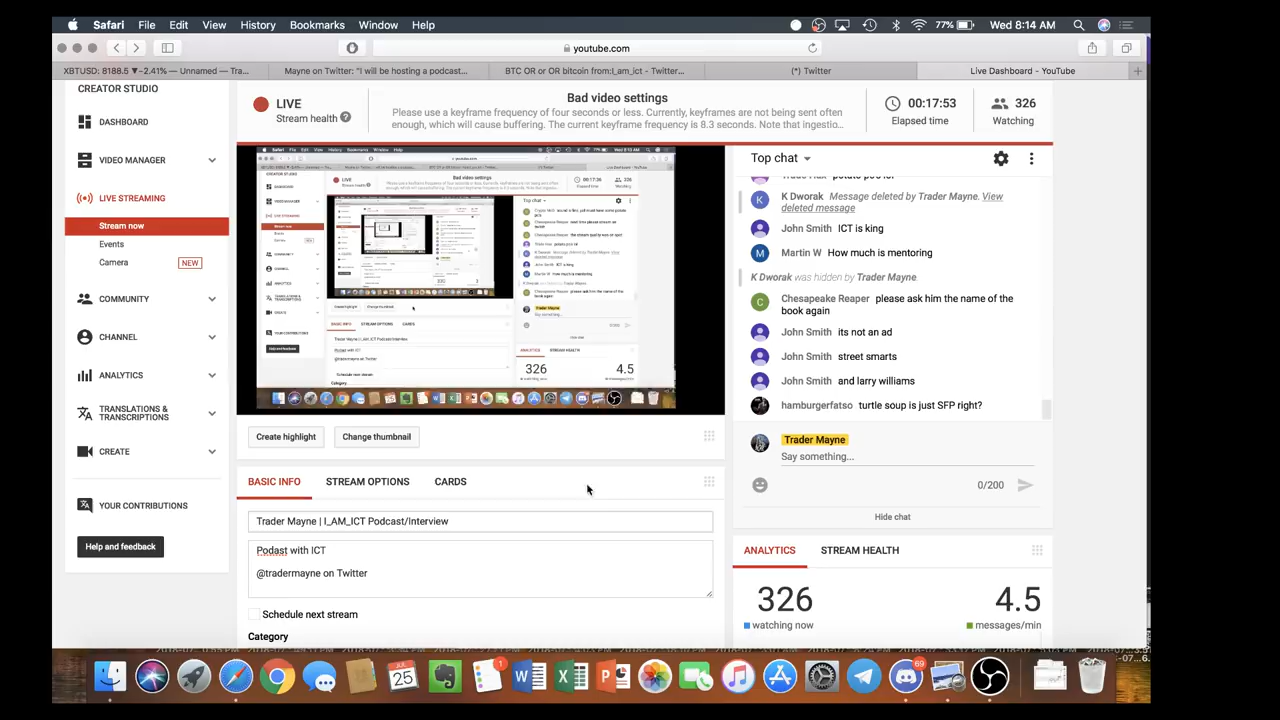 Safari File Edit View History Bookmarks Window Help 77% Wed 8:14 AM
youtube.com
XBTUSD: 8188.5 ▼-2.41% — Unnamed — Tra... Mayne on Twitter: "I will be hosting a podcast... BTC OR or OR bitcoin from:I_am_ict - Twitter... (*) Twitter Live Dashboard - YouTube
CREATOR STUDIO
DASHBOARD
VIDEO MANAGER
LIVE STREAMING
Stream now
Events
Camera NEW
COMMUNITY
CHANNEL
ANALYTICS
TRANSLATIONS &
TRANSCRIPTIONS
CREATE
YOUR CONTRIBUTIONS
Help and feedback
LIVE
Stream health ?
Bad video settings
Please use a keyframe frequency of four seconds or less. Currently, keyframes are not being sent often
enough, which will cause buffering. The current keyframe frequency is 8.3 seconds. Note that ingestio...
00:17:53
Elapsed time
326
Watching
Create highlight Change thumbnail
BASIC INFO STREAM OPTIONS CARDS
Trader Mayne | I_AM_ICT Podcast/Interview
Podast with ICT
@tradermayne on Twitter
Schedule next stream
Category
Top chat
K Dworak Message deleted by Trader Mayne. View
deleted message
John Smith ICT is king
Martin W How much is mentoring
K Dworak was hidden by Trader Mayne
Chesapeake Reaper please ask him the name of the
book again
John Smith its not an ad
John Smith street smarts
John Smith and larry williams
hamburgerfatso turtle soup is just SFP right?
Trader Mayne
Say something...
0/200
Hide chat
ANALYTICS STREAM HEALTH
326 4.5
watching now messages/min
JUL
25
1
69